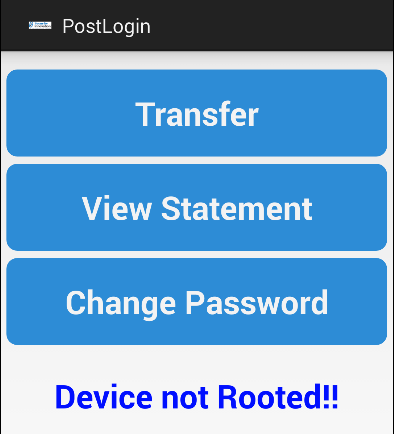 PostLogin
Transfer
View Statement
Change Password
Device not Rooted!!